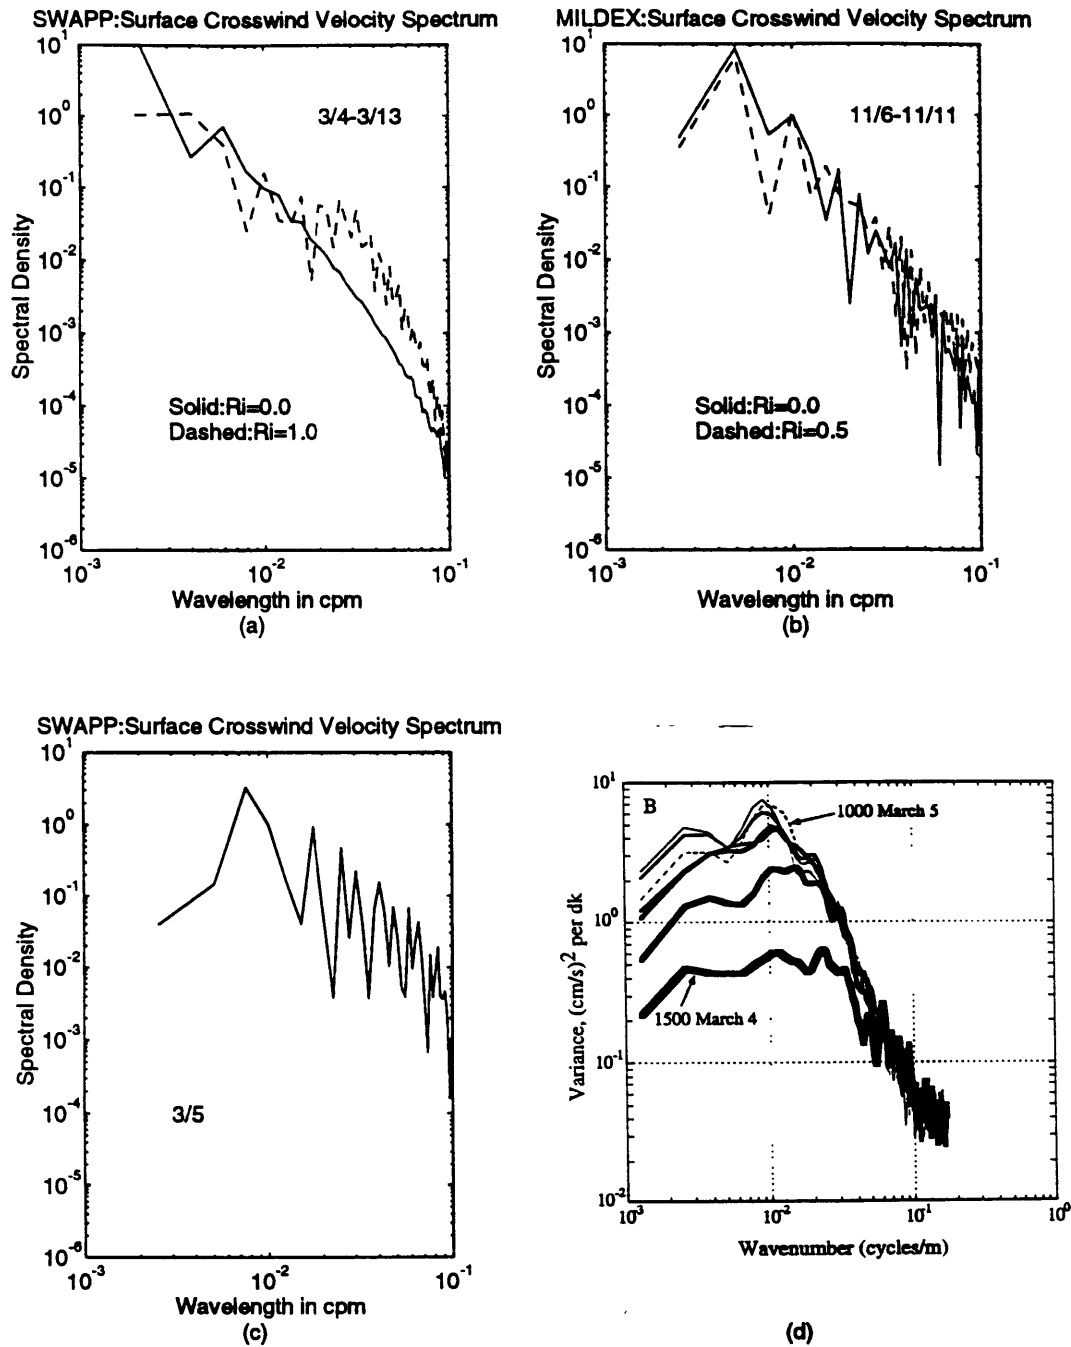 SWAPP:Surface Crosswind Velocity Spectrum
10^1
10^0
10^-1
10^-2
10^-3
10^-4
10^-5
10^-6
Spectral Density
3/4-3/13
Solid:Ri=0.0
Dashed:Ri=1.0
10^-3
10^-2
10^-1
Wavelength in cpm
(a)
MILDEX:Surface Crosswind Velocity Spectrum
10^1
10^0
10^-1
10^-2
10^-3
10^-4
10^-5
10^-6
Spectral Density
11/6-11/11
Solid:Ri=0.0
Dashed:Ri=0.5
10^-3
10^-2
10^-1
Wavelength in cpm
(b)
SWAPP:Surface Crosswind Velocity Spectrum
10^1
10^0
10^-1
10^-2
10^-3
10^-4
10^-5
10^-6
Spectral Density
3/5
10^-3
10^-2
10^-1
Wavelength in cpm
(c)
10^1
10^0
10^-1
10^-2
Variance, (cm/s)^2 per dk
B
1000 March 5
1500 March 4
10^-3
10^-2
10^-1
10^0
Wavenumber (cycles/m)
(d)